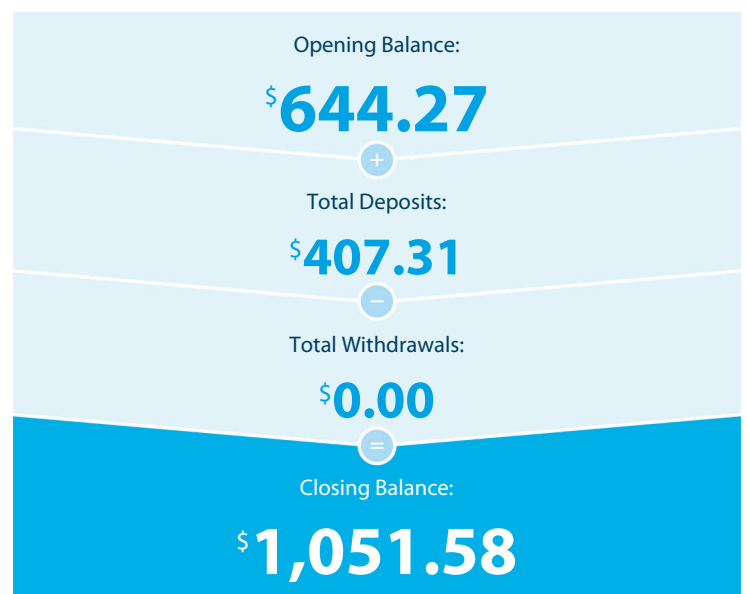 Opening Balance:
$644.27
+
Total Deposits:
$407.31
−
Total Withdrawals:
$0.00
=
Closing Balance:
$1,051.58